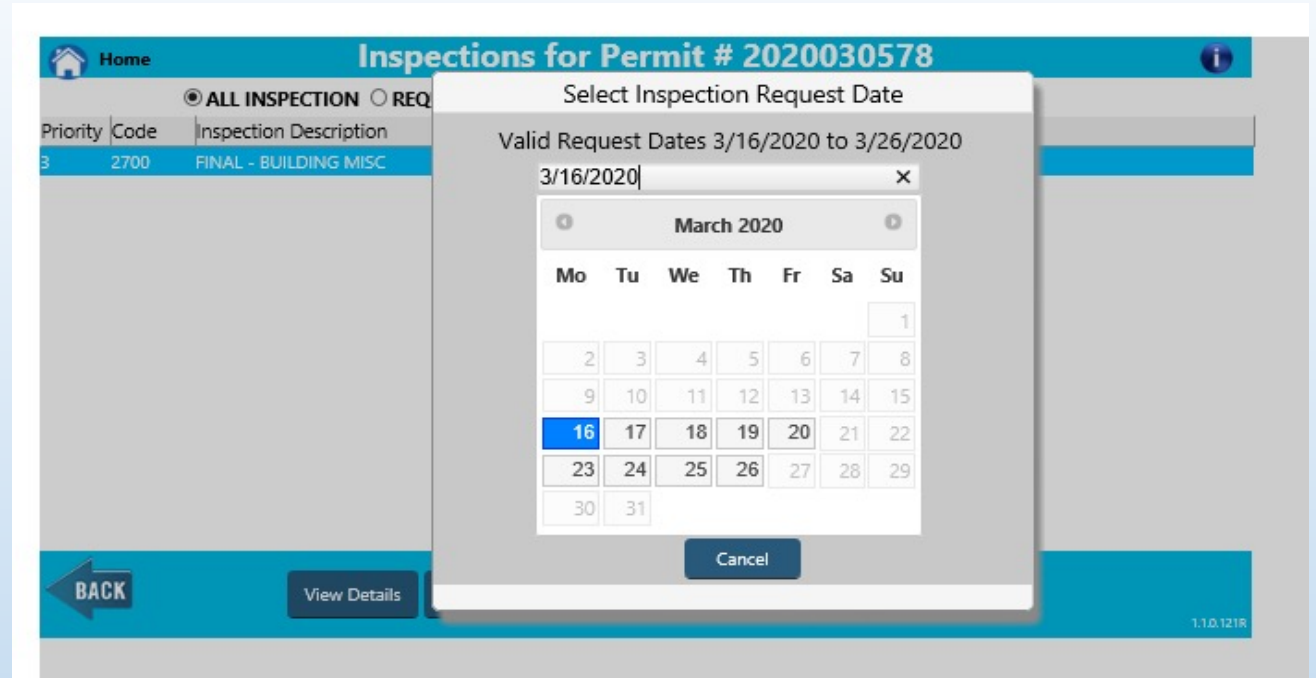 Home
Inspections for Permit # 2020030578
ALL INSPECTION
Select Inspection Request Date
Priority Code Inspection Description
Valid Request Dates 3/16/2020 to 3/26/2020
3 2700 FINAL - BUILDING MISC
3/16/2020
March 2020
Mo Tu We Th Fr Sa Su
1
2 3 4 5 6 7 8
9 10 11 12 13 14 15
16 17 18 19 20 21 22
23 24 25 26 27 28 29
30 31
Cancel
BACK
View Details
1.1.0.121R